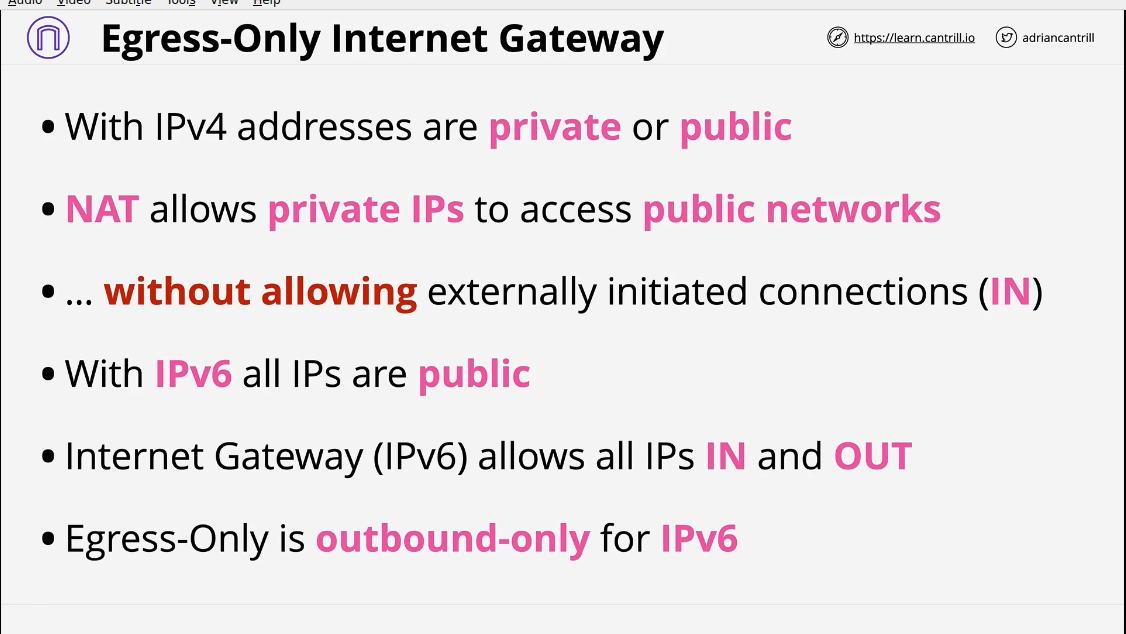 Audio Video Subtitle Tools View Help
Egress-Only Internet Gateway
https://learn.cantrill.io
adriancantrill
• With IPv4 addresses are private or public
• NAT allows private IPs to access public networks
• ... without allowing externally initiated connections (IN)
• With IPv6 all IPs are public
• Internet Gateway (IPv6) allows all IPs IN and OUT
• Egress-Only is outbound-only for IPv6